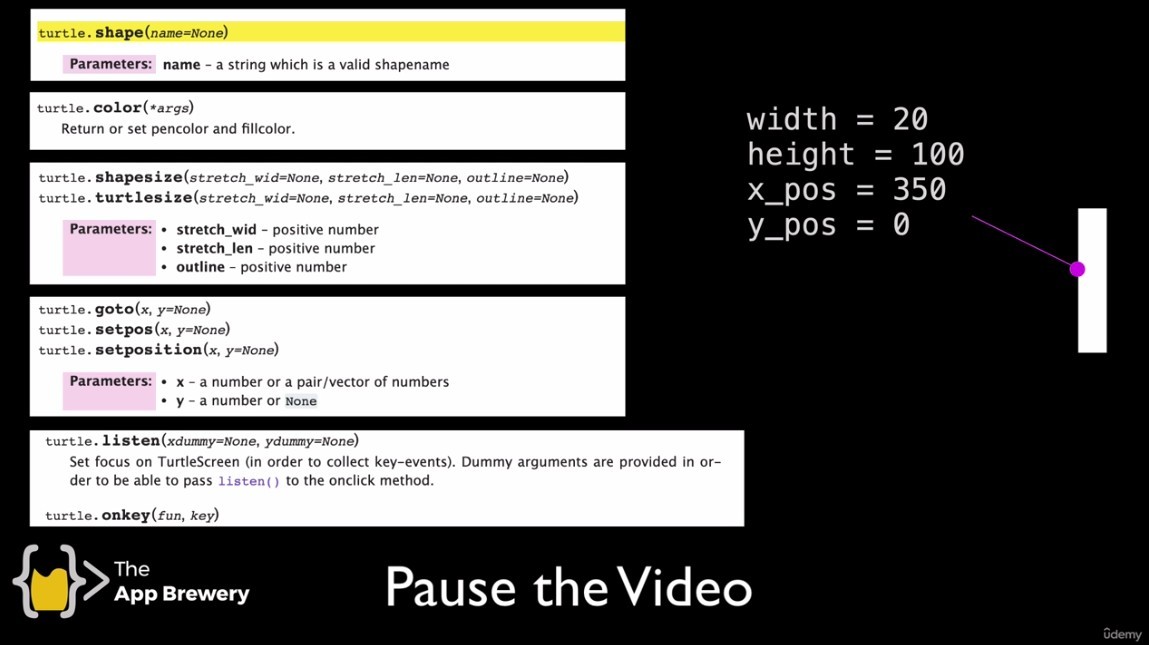 turtle.shape(name=None)
Parameters: name – a string which is a valid shapename
turtle.color(*args)
Return or set pencolor and fillcolor.
turtle.shapesize(stretch_wid=None, stretch_len=None, outline=None)
turtle.turtlesize(stretch_wid=None, stretch_len=None, outline=None)
Parameters: • stretch_wid – positive number
• stretch_len – positive number
• outline – positive number
turtle.goto(x, y=None)
turtle.setpos(x, y=None)
turtle.setposition(x, y=None)
Parameters: • x – a number or a pair/vector of numbers
• y – a number or None
turtle.listen(xdummy=None, ydummy=None)
Set focus on TurtleScreen (in order to collect key-events). Dummy arguments are provided in or-
der to be able to pass listen() to the onclick method.
turtle.onkey(fun, key)
width = 20
height = 100
x_pos = 350
y_pos = 0
The
App Brewery
Pause the Video
ûdemy